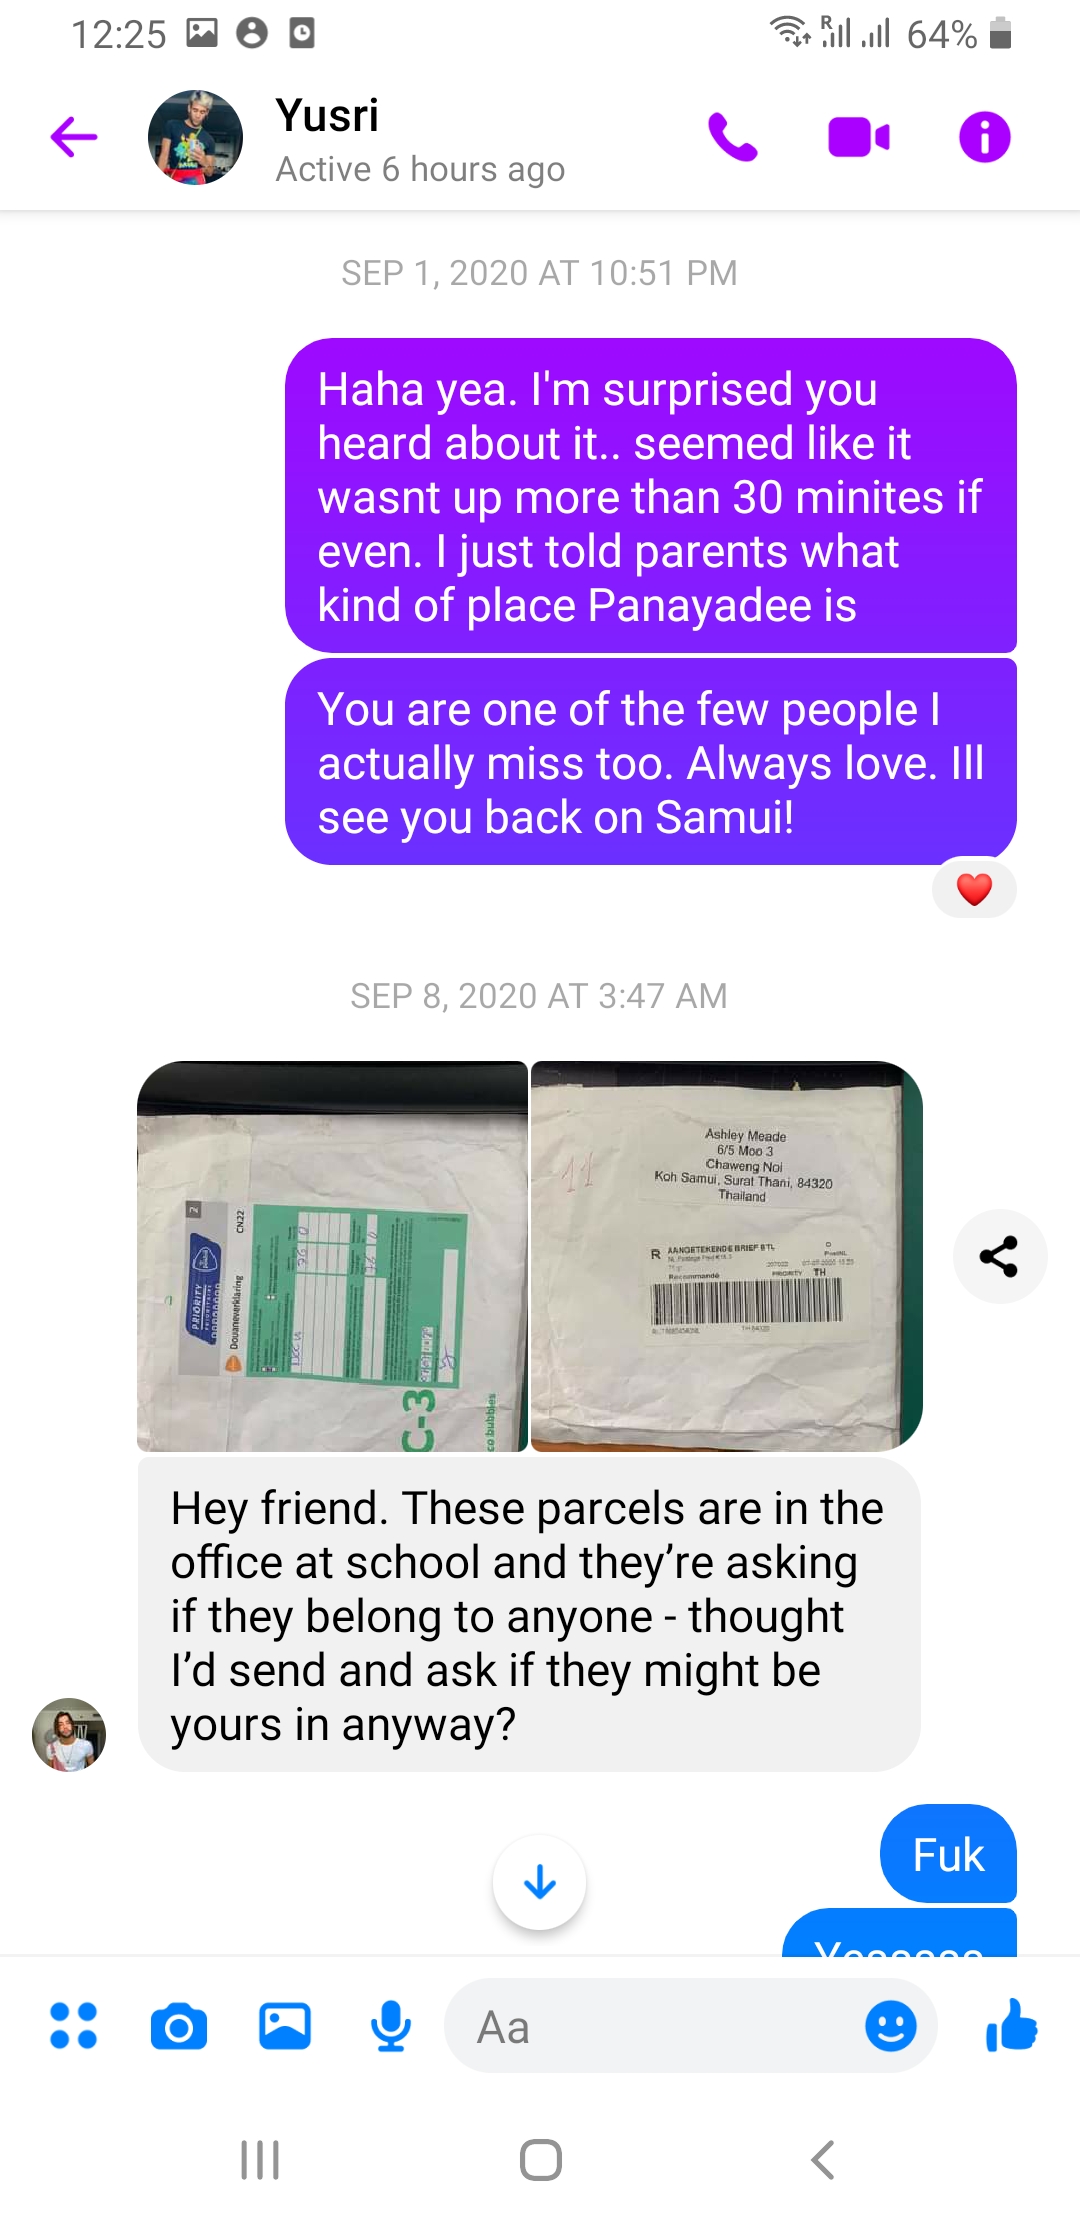 12:25
R
64%
Yusri
Active 6 hours ago
SEP 1, 2020 AT 10:51 PM
Haha yea. I'm surprised you
heard about it.. seemed like it
wasnt up more than 30 minites if
even. I just told parents what
kind of place Panayadee is
You are one of the few people I
actually miss too. Always love. Ill
see you back on Samui!
SEP 8, 2020 AT 3:47 AM
2
PRIORITY
Douaneverklaring
CN22
C-3
co bubbles
11
Ashley Meade
6/5 Moo 3
Chaweng Noi
Koh Samui, Surat Thani, 84320
Thailand
R AANGETEKENDE BRIEF BTL
PostNL
Recommandé
PRIORITY TH
Hey friend. These parcels are in the
office at school and they’re asking
if they belong to anyone - thought
I’d send and ask if they might be
yours in anyway?
Fuk
Aa